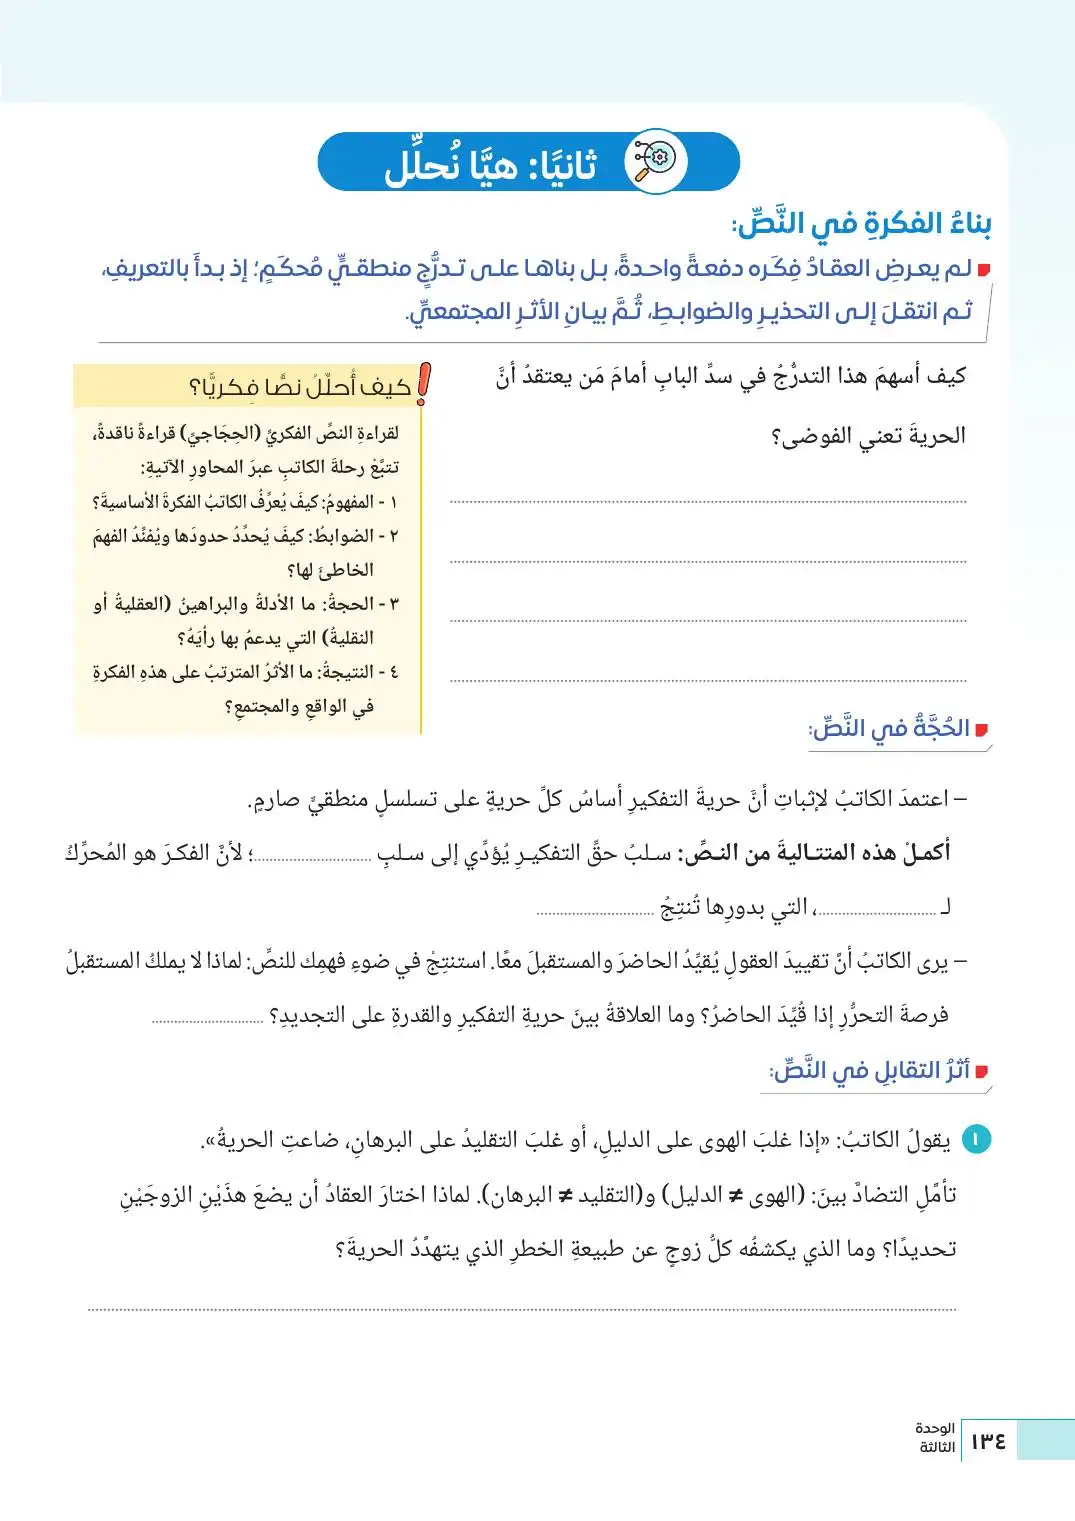 ثانيًا: هيَّا نُحلِّل
بناءُ الفكرةِ في النَّصِّ:
لم يعرضِ العقادُ فِكَره دفعةً واحدةً، بل بناها على تدرُّجٍ منطقيٍّ مُحكَمٍ؛ إذ بدأَ بالتعريفِ،
ثم انتقلَ إلى التحذيرِ والضوابطِ، ثُمَّ بيانِ الأثرِ المجتمعيِّ.
كيف أسهمَ هذا التدرُّجُ في سدِّ البابِ أمامَ مَن يعتقدُ أنَّ
الحريةَ تعني الفوضى؟
كيف أُحلِّلُ نصًّا فِكريًّا؟
لقراءةِ النصِّ الفكريِّ (الحِجَاجيِّ) قراءةً ناقدةً،
تتبَّعْ رحلةَ الكاتبِ عبرَ المحاورِ الآتيةِ:
١ - المفهومُ: كيفَ يُعرِّفُ الكاتبُ الفكرةَ الأساسيةَ؟
٢ - الضوابطُ: كيفَ يُحدِّدُ حدودَها ويُفنِّدُ الفهمَ
الخاطئَ لها؟
٣ - الحجةُ: ما الأدلةُ والبراهينُ (العقليةُ أو
النقليةُ) التي يدعمُ بها رأيَهُ؟
٤ - النتيجةُ: ما الأثرُ المترتبُ على هذهِ الفكرةِ
في الواقعِ والمجتمعِ؟
الحُجَّةُ في النَّصِّ:
– اعتمدَ الكاتبُ لإثباتِ أنَّ حريةَ التفكيرِ أساسُ كلِّ حريةٍ على تسلسلٍ منطقيٍّ صارمٍ.
أكملْ هذه المتتاليةَ من النصِّ: سلبُ حقِّ التفكيرِ يُؤدِّي إلى سلبِ ..............................؛ لأنَّ الفكرَ هو المُحرِّكُ
لـ ..............................، التي بدورِها تُنتِجُ ..............................
– يرى الكاتبُ أنَّ تقييدَ العقولِ يُقيِّدُ الحاضرَ والمستقبلَ معًا. استنتِجْ في ضوءِ فهمِك للنصِّ: لماذا لا يملكُ المستقبلُ
فرصةَ التحرُّرِ إذا قُيِّدَ الحاضرُ؟ وما العلاقةُ بينَ حريةِ التفكيرِ والقدرةِ على التجديدِ؟ ..............................
أثرُ التقابلِ في النَّصِّ:
١ يقولُ الكاتبُ: «إذا غلبَ الهوى على الدليلِ، أو غلبَ التقليدُ على البرهانِ، ضاعتِ الحريةُ».
تأمَّلِ التضادَّ بينَ: (الهوى ≠ الدليل) و(التقليد ≠ البرهان). لماذا اختارَ العقادُ أن يضعَ هذَيْنِ الزوجَيْنِ
تحديدًا؟ وما الذي يكشفُه كلُّ زوجٍ عن طبيعةِ الخطرِ الذي يتهدَّدُ الحريةَ؟
١٣٤
الوحدة
الثالثة